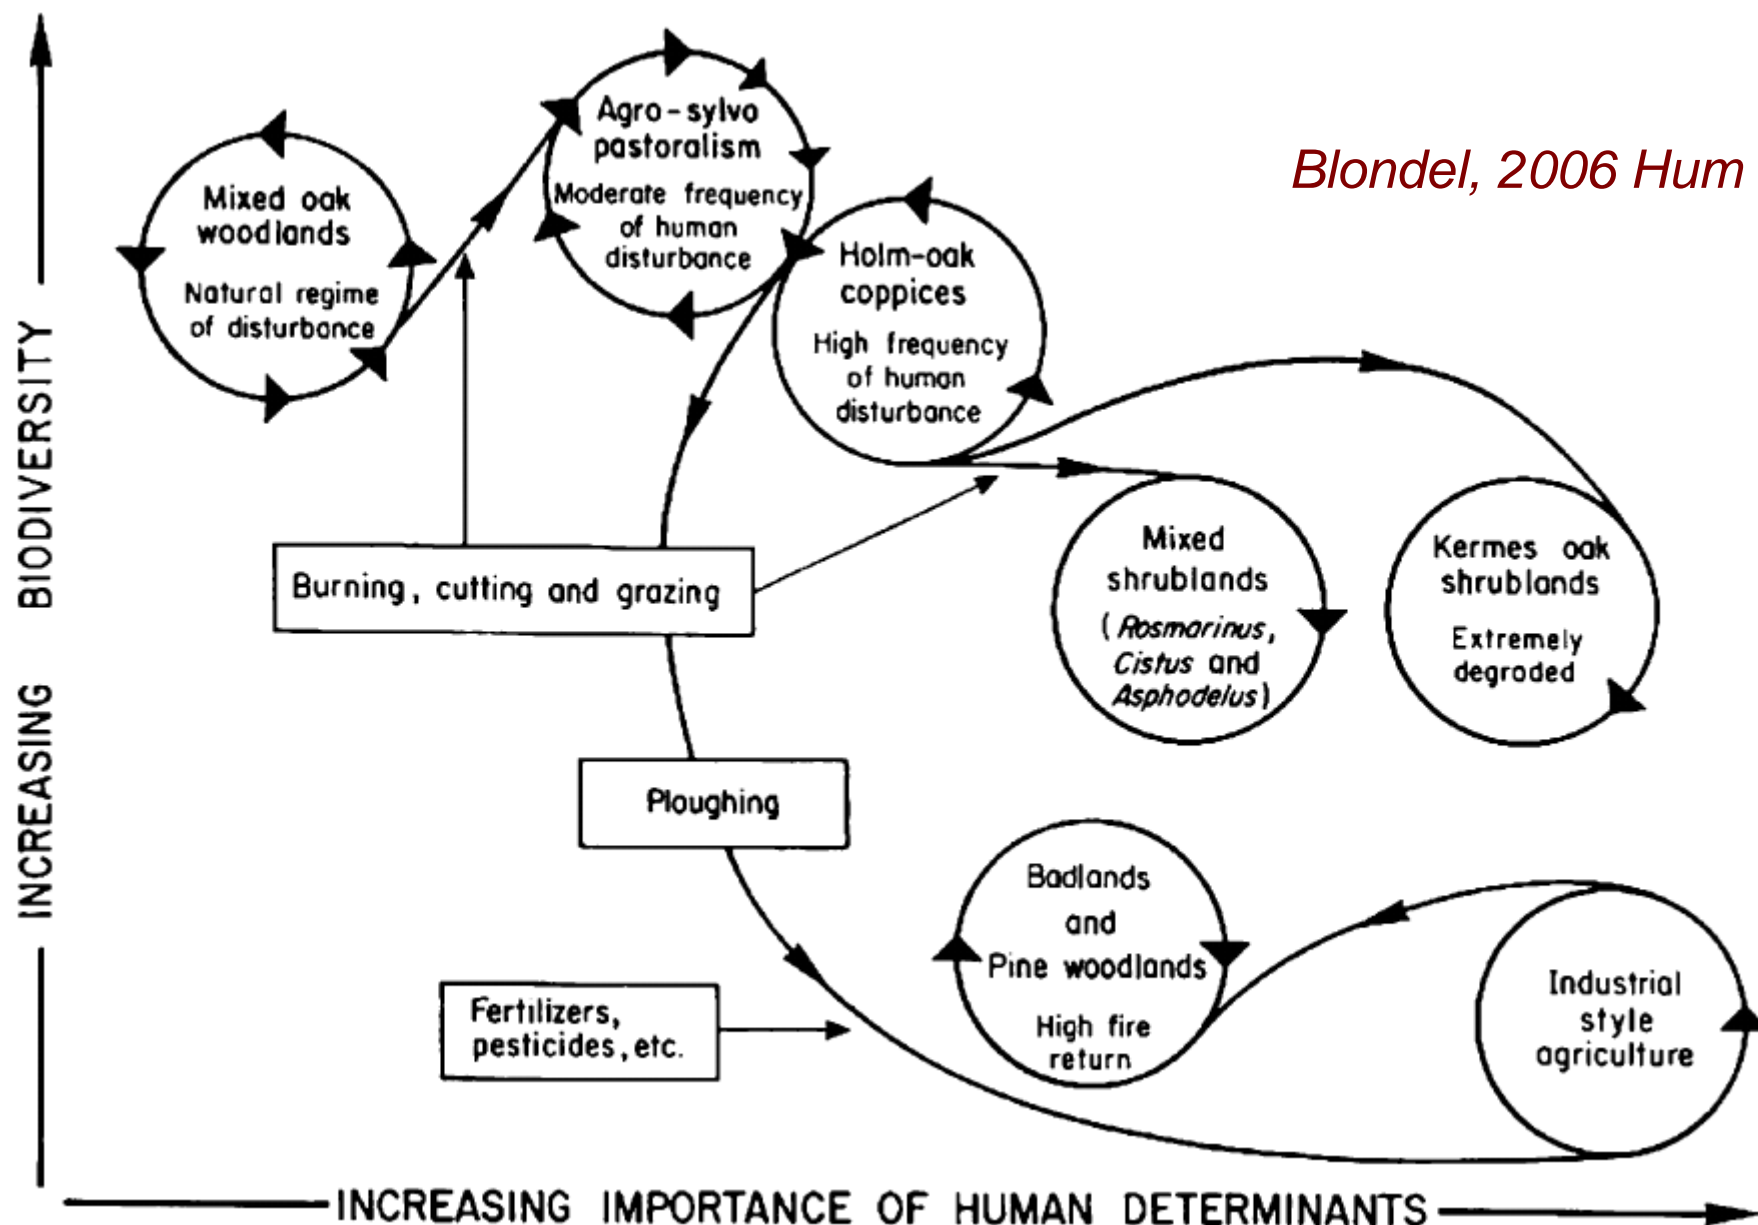 Blondel, 2006 Hum
Agro-sylvo
pastoralism
Moderate frequency
of human
disturbance
Mixed oak
woodlands
Natural regime
of disturbance
Holm-oak
coppices
High frequency
of human
disturbance
Burning, cutting and grazing
Mixed
shrublands
(Rosmarinus,
Cistus and
Asphodelus)
Kermes oak
shrublands
Extremely
degraded
Ploughing
Badlands
and
Pine woodlands
High fire
return
Fertilizers,
pesticides, etc.
Industrial
style
agriculture
INCREASING BIODIVERSITY
INCREASING IMPORTANCE OF HUMAN DETERMINANTS